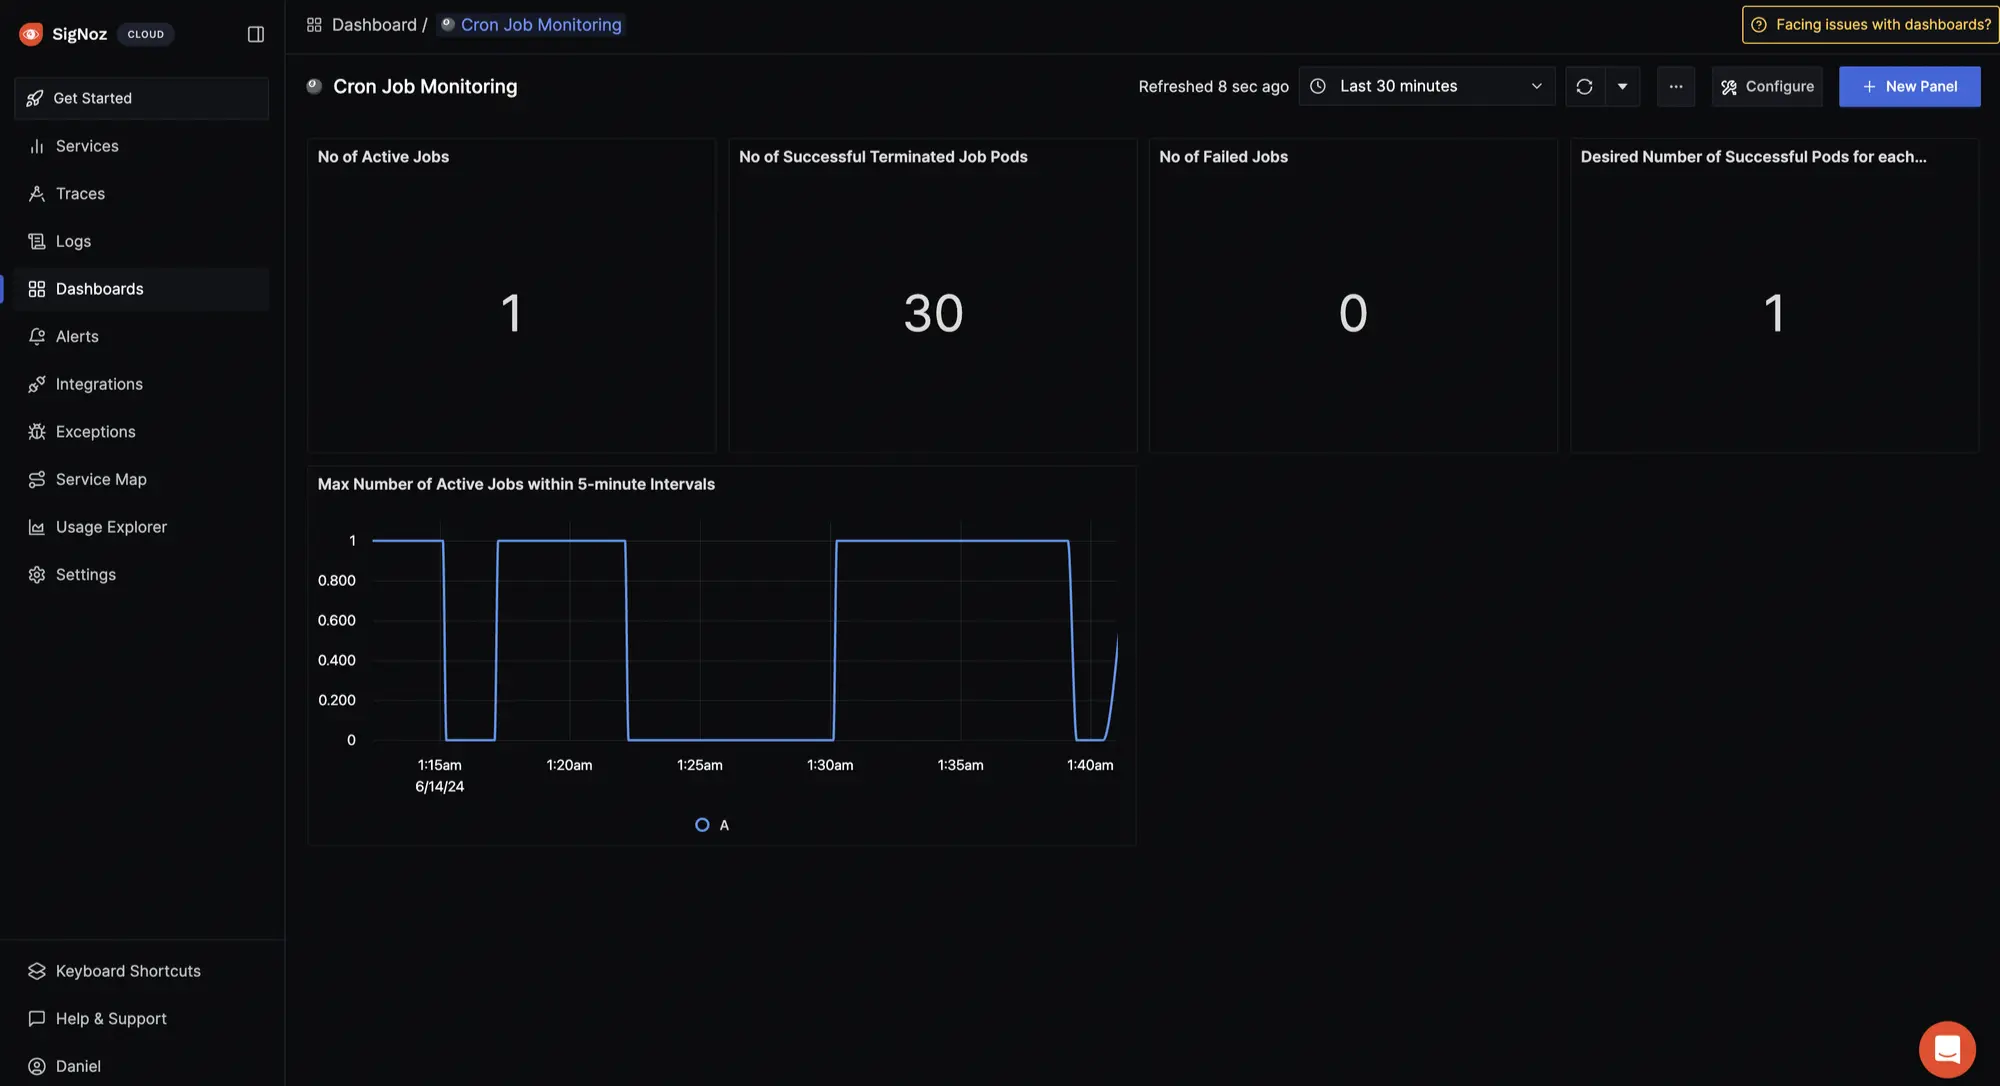 SigNoz CLOUD
Get Started
Services
Traces
Logs
Dashboards
Alerts
Integrations
Exceptions
Service Map
Usage Explorer
Settings
Keyboard Shortcuts
Help & Support
Daniel
Dashboard / Cron Job Monitoring
Facing issues with dashboards?
Cron Job Monitoring
Refreshed 8 sec ago
Last 30 minutes
Configure
+ New Panel
No of Active Jobs
1
No of Successful Terminated Job Pods
30
No of Failed Jobs
0
Desired Number of Successful Pods for each...
1
Max Number of Active Jobs within 5-minute Intervals
1
0.800
0.600
0.400
0.200
0
1:15am 1:20am 1:25am 1:30am 1:35am 1:40am
6/14/24
A